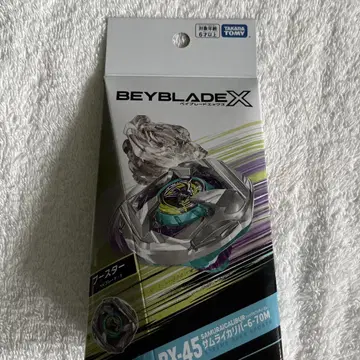 対象年齢
6才以上
TAKARA
TOMY
BEYBLADE X
ベイブレードエックス
ブースター
BX-45
SAMURAICALIBUR
サムライカリバー6-70M